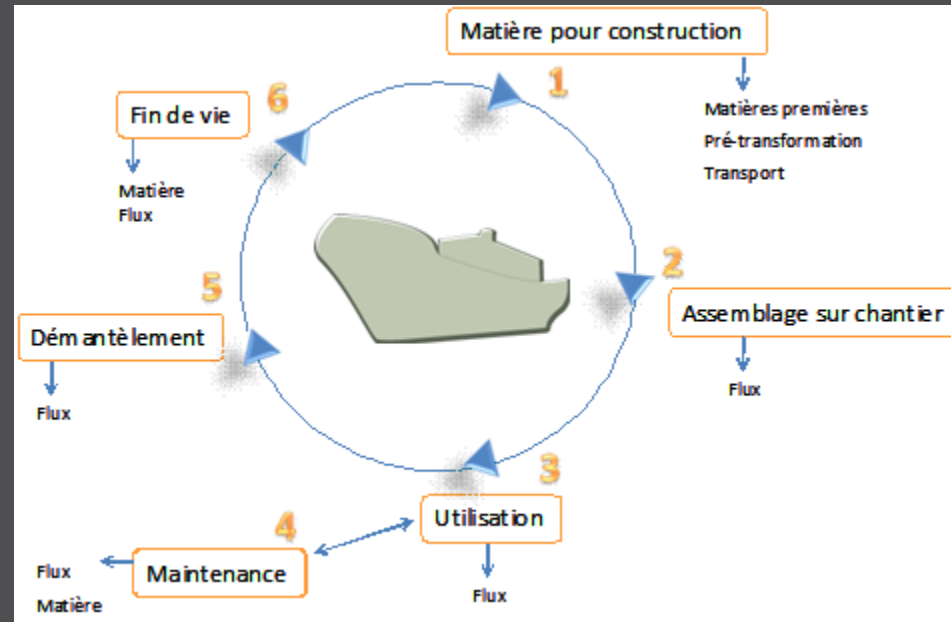 Matière pour construction
1
Matières premières
Pré-transformation
Transport
2
Assemblage sur chantier
Flux
3
Utilisation
Flux
4
Maintenance
Flux
Matière
5
Démantèlement
Flux
6
Fin de vie
Matière
Flux